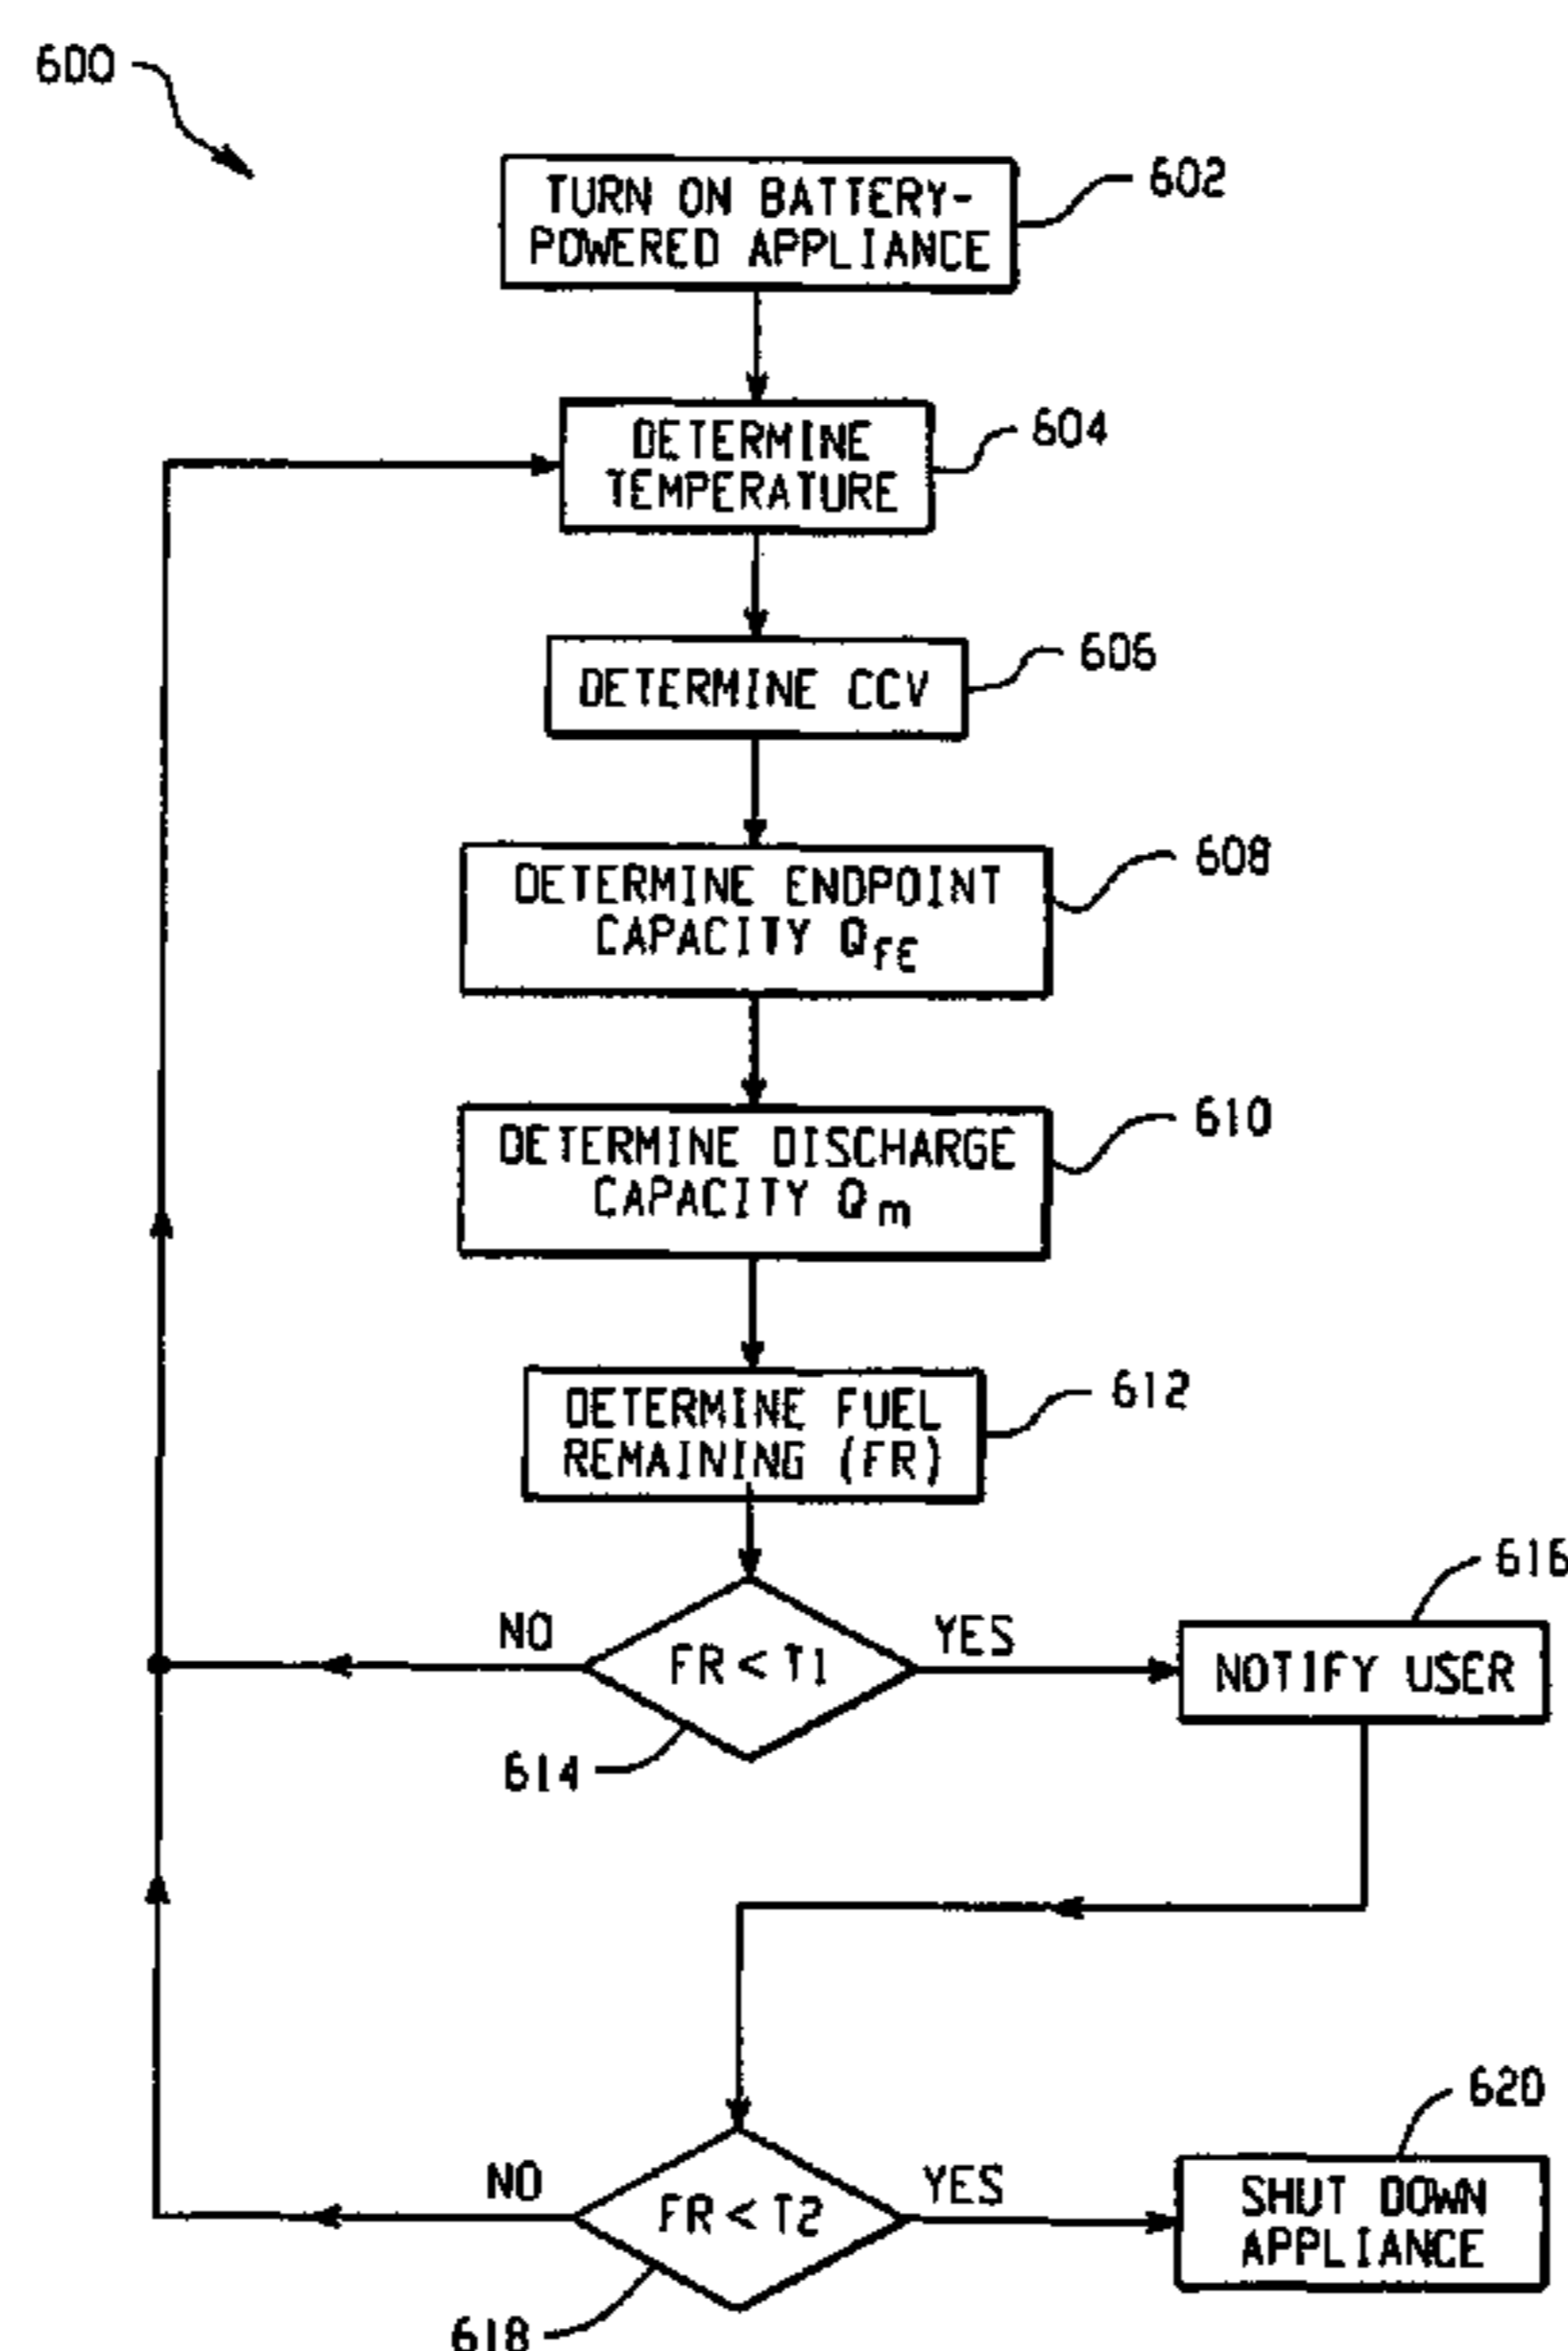 600
TURN ON BATTERY-
POWERED APPLIANCE
602
DETERMINE
TEMPERATURE
604
DETERMINE CCV
606
DETERMINE ENDPOINT
CAPACITY QFE
608
DETERMINE DISCHARGE
CAPACITY Qm
610
DETERMINE FUEL
REMAINING (FR)
612
616
NO
FR < T1
YES
NOTIFY USER
614
620
NO
FR < T2
YES
SHUT DOWN
APPLIANCE
618